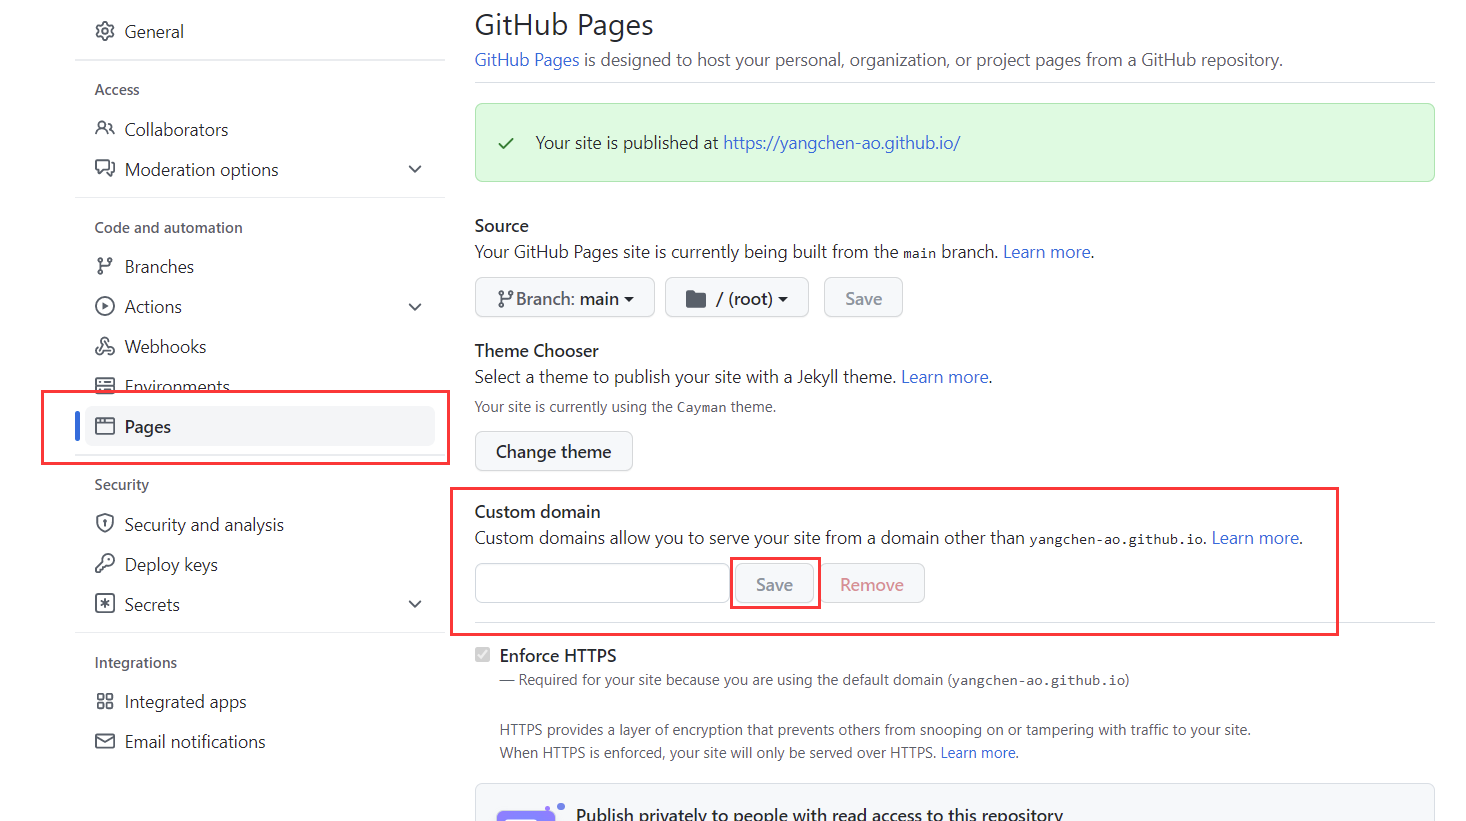 General
Access
Collaborators
Moderation options
Code and automation
Branches
Actions
Webhooks
Environments
Pages
Security
Security and analysis
Deploy keys
Secrets
Integrations
Integrated apps
Email notifications
GitHub Pages
GitHub Pages is designed to host your personal, organization, or project pages from a GitHub repository.
Your site is published at https://yangchen-ao.github.io/
Source
Your GitHub Pages site is currently being built from the main branch. Learn more.
Branch: main / (root) Save
Theme Chooser
Select a theme to publish your site with a Jekyll theme. Learn more.
Your site is currently using the Cayman theme.
Change theme
Custom domain
Custom domains allow you to serve your site from a domain other than yangchen-ao.github.io. Learn more.
Save Remove
Enforce HTTPS
— Required for your site because you are using the default domain (yangchen-ao.github.io)
HTTPS provides a layer of encryption that prevents others from snooping on or tampering with traffic to your site.
When HTTPS is enforced, your site will only be served over HTTPS. Learn more.
Publish privately to people with read access to this repository